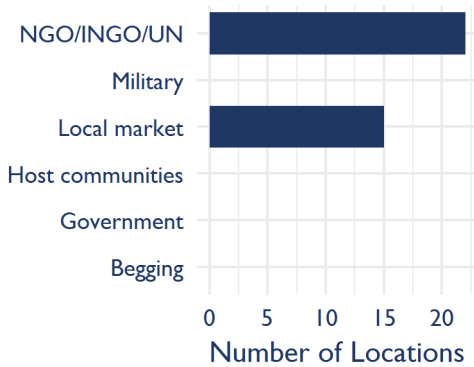 NGO/INGO/UN
Military
Local market
Host communities
Government
Begging
0 5 10 15 20
Number of Locations